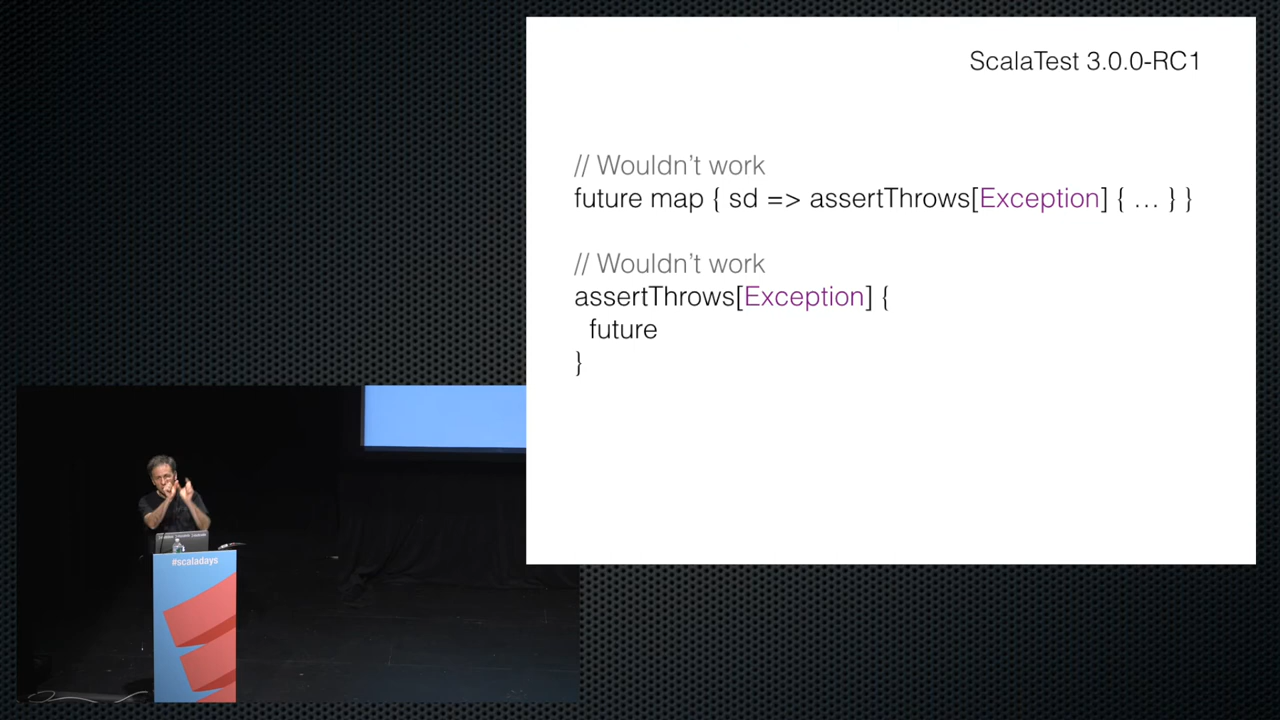 ScalaTest 3.0.0-RC1
// Wouldn’t work
future map { sd => assertThrows[Exception] { … } }
// Wouldn’t work
assertThrows[Exception] {
future
}
#scaladays